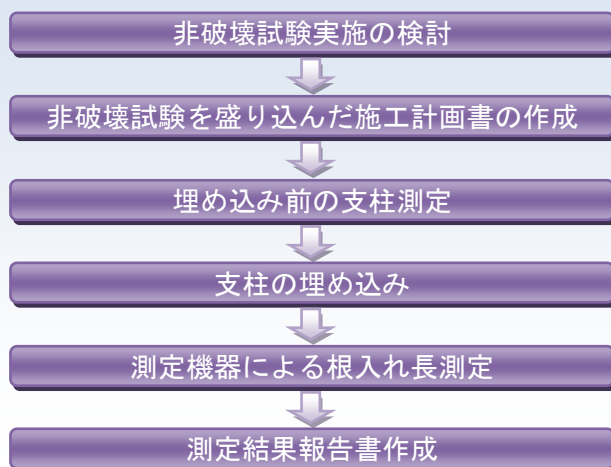 非破壊試験実施の検討
非破壊試験を盛り込んだ施工計画書の作成
埋め込み前の支柱測定
支柱の埋め込み
測定機器による根入れ長測定
測定結果報告書作成